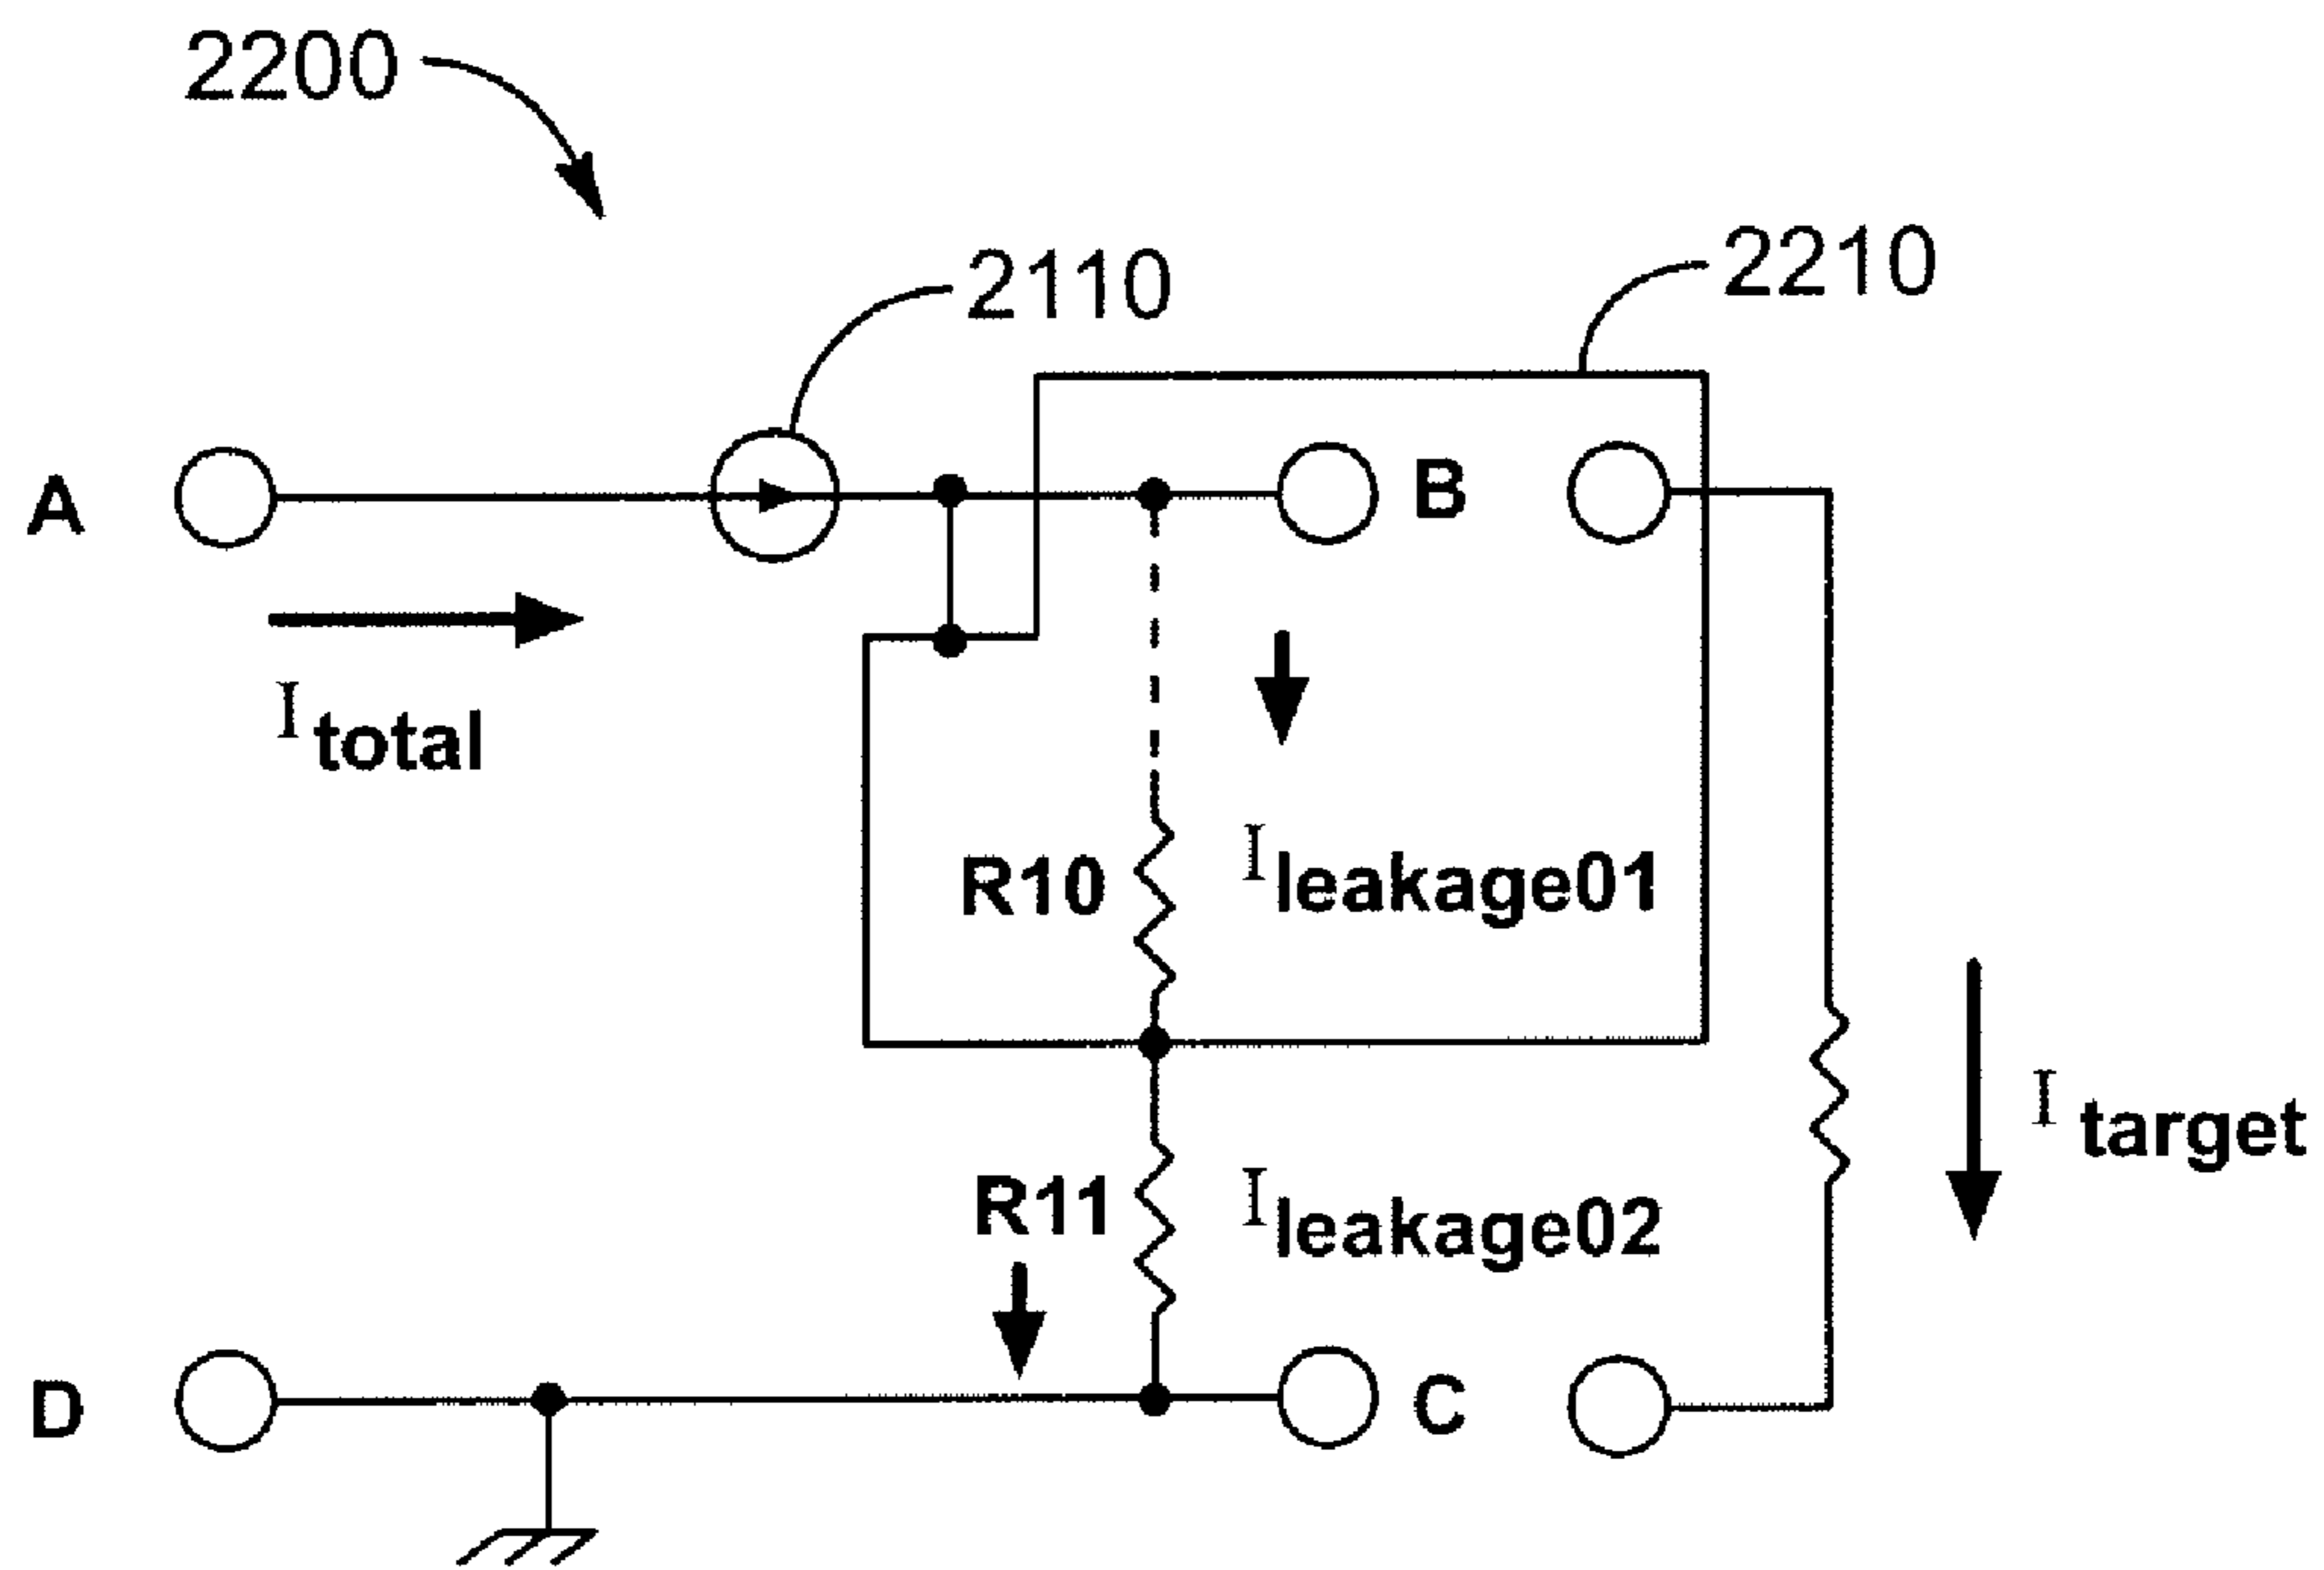 2200
2110
2210
A
B
I total
R10
I leakage01
I target
R11
I leakage02
D
C